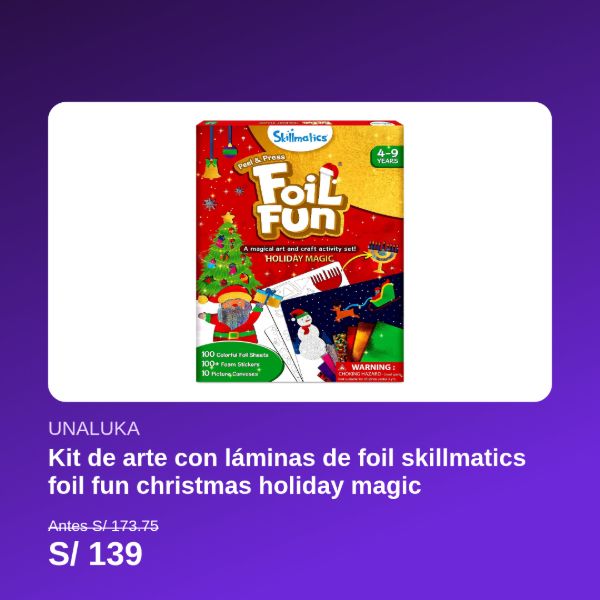 Skillmatics
4-9
YEARS
Peel & Press
FOIL
FUN
A magical art and craft activity set!
HOLIDAY MAGIC
100 Colorful Foil Sheets
100+ Foam Stickers
10 Picture Canvases
WARNING:
CHOKING HAZARD
UNALUKA
Kit de arte con láminas de foil skillmatics
foil fun christmas holiday magic
Antes S/ 173.75
S/ 139